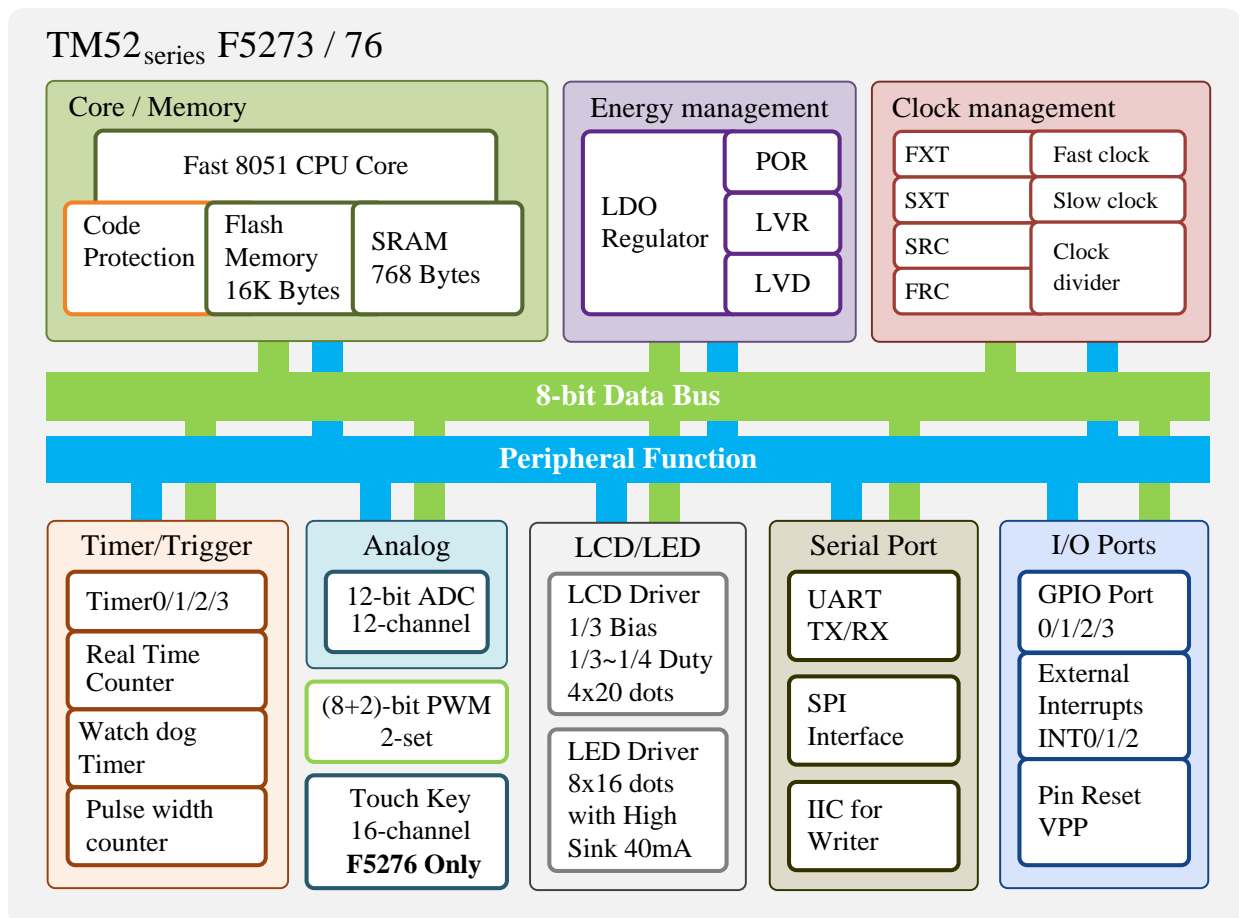 TM52series F5273 / 76
Core / Memory
Fast 8051 CPU Core
Code
Protection
Flash
Memory
16K Bytes
SRAM
768 Bytes
Energy management
LDO
Regulator
POR
LVR
LVD
Clock management
FXT
SXT
SRC
FRC
Fast clock
Slow clock
Clock
divider
8-bit Data Bus
Peripheral Function
Timer/Trigger
Timer0/1/2/3
Real Time
Counter
Watch dog
Timer
Pulse width
counter
Analog
12-bit ADC
12-channel
(8+2)-bit PWM
2-set
Touch Key
16-channel
F5276 Only
LCD/LED
LCD Driver
1/3 Bias
1/3~1/4 Duty
4x20 dots
LED Driver
8x16 dots
with High
Sink 40mA
Serial Port
UART
TX/RX
SPI
Interface
IIC for
Writer
I/O Ports
GPIO Port
0/1/2/3
External
Interrupts
INT0/1/2
Pin Reset
VPP